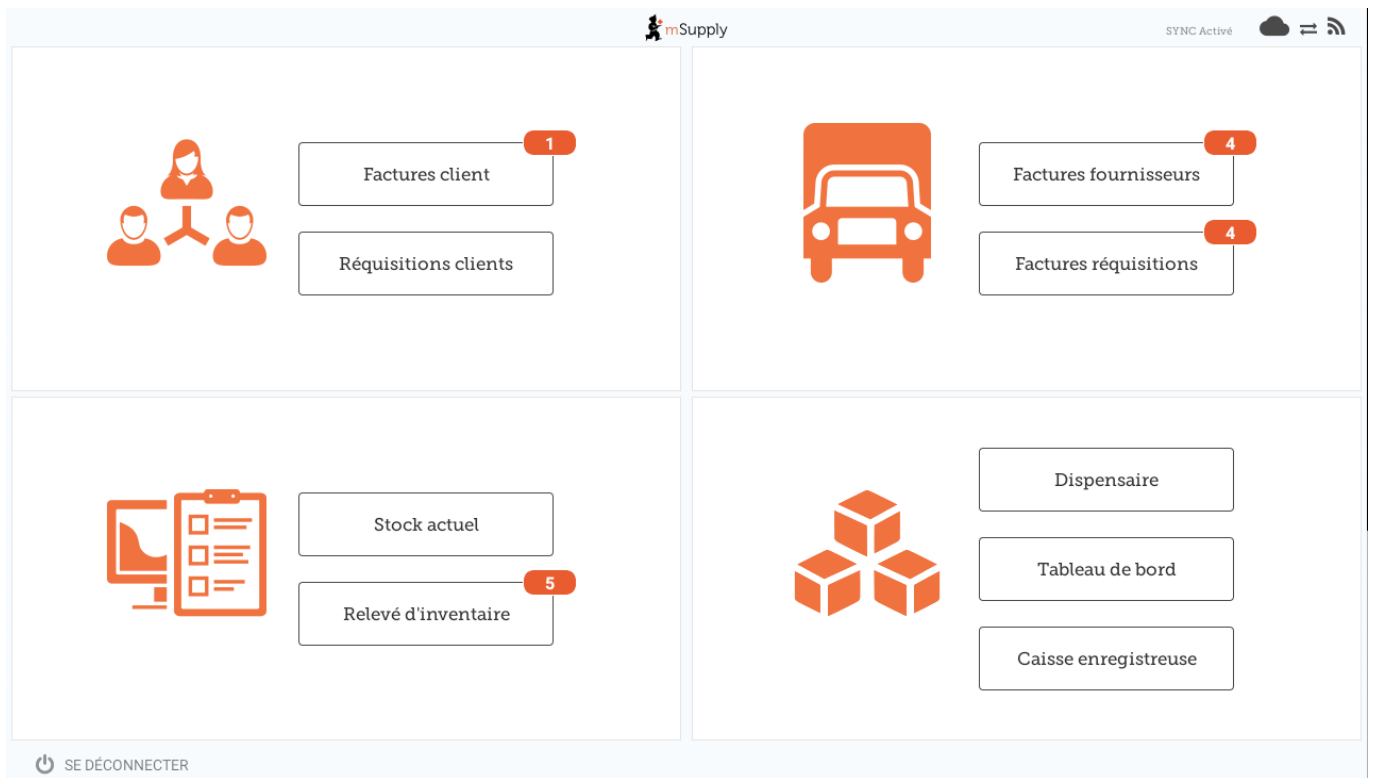 mSupply
SYNC Activé
1
Factures client
Réquisitions clients
4
Factures fournisseurs
4
Factures réquisitions
Stock actuel
5
Relevé d'inventaire
Dispensaire
Tableau de bord
Caisse enregistreuse
SE DÉCONNECTER